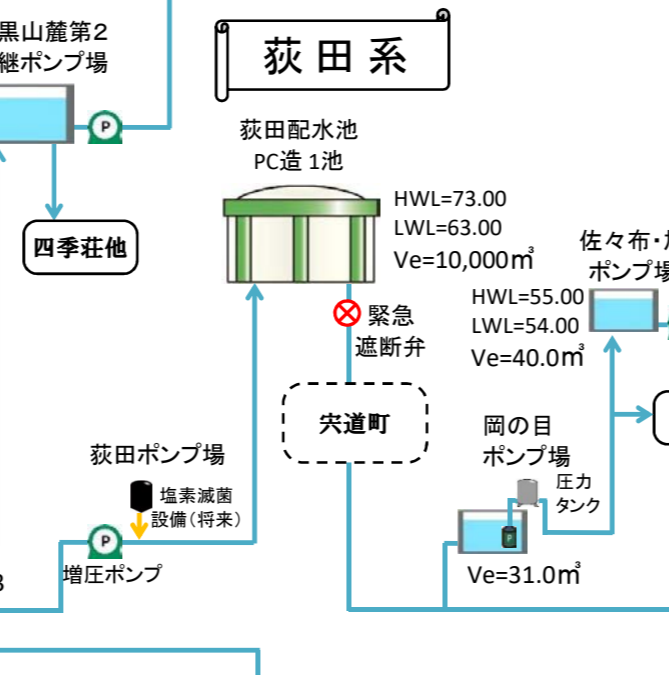 黒山麓第2
継ポンプ場
P
四季荘他
荻田系
荻田配水池
PC造 1池
HWL=73.00
LWL=63.00
Ve=10,000㎥
緊急
遮断弁
宍道町
佐々布・
ポンプ場
HWL=55.00
LWL=54.00
Ve=40.0㎥
岡の目
ポンプ場
圧力
タンク
P
Ve=31.0㎥
荻田ポンプ場
塩素滅菌
設備(将来)
P
増圧ポンプ